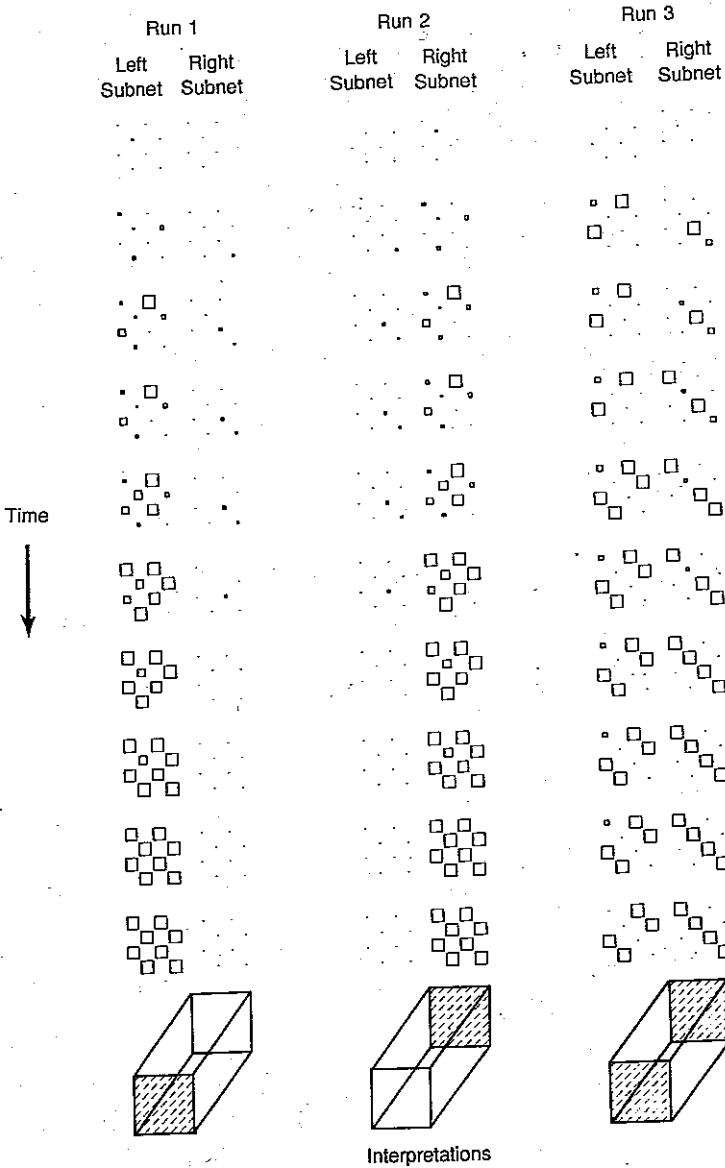 Run 1
Run 2
Run 3
Left Subnet
Right Subnet
Left Subnet
Right Subnet
Left Subnet
Right Subnet
Time
Interpretations